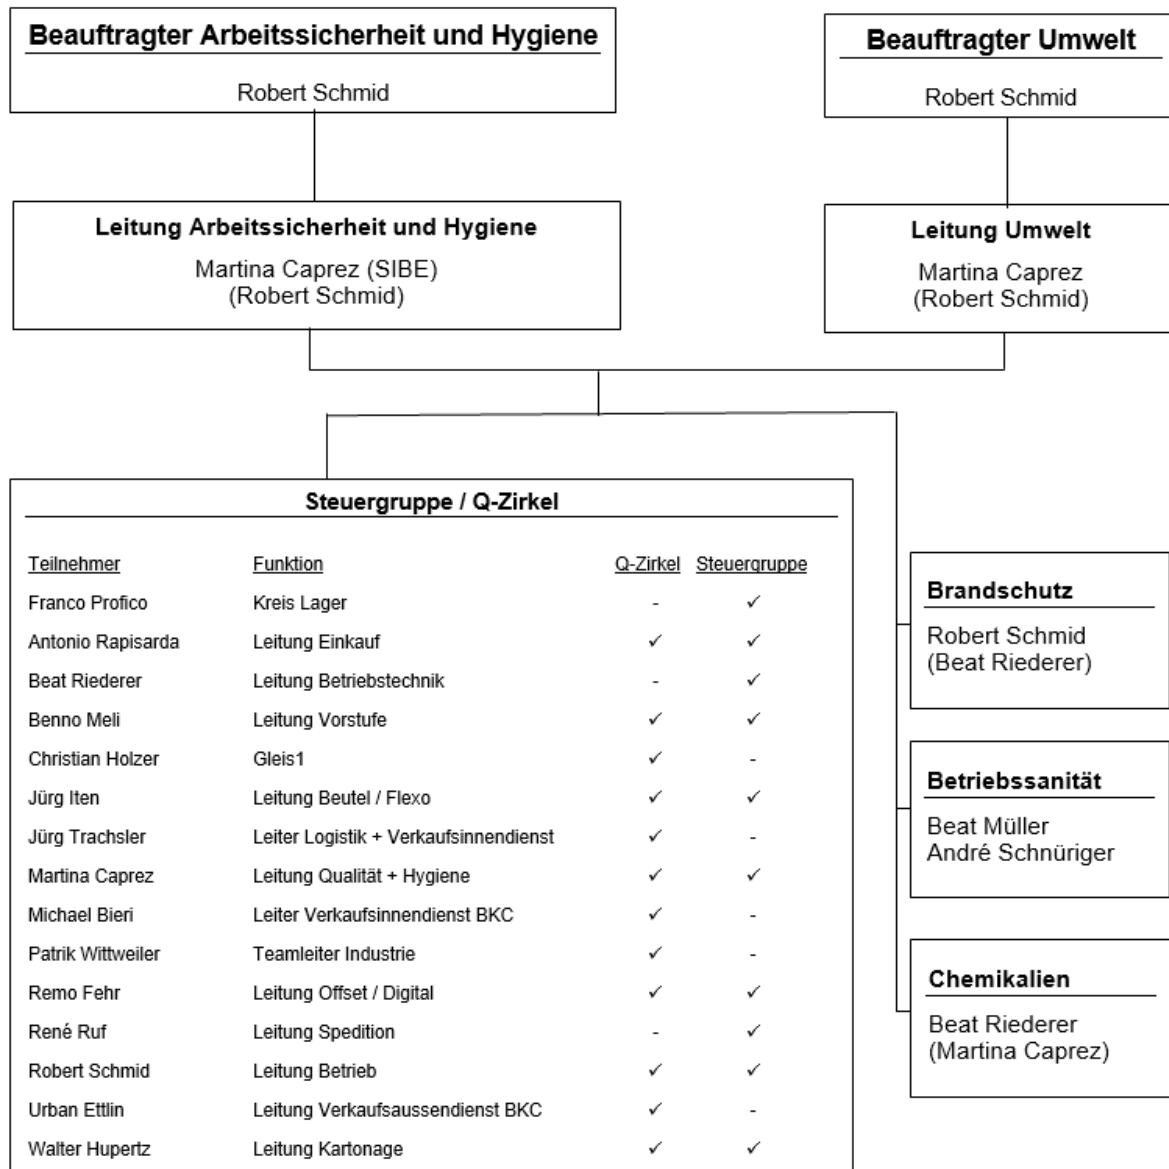 Beauftragter Arbeitssicherheit und Hygiene
Robert Schmid
Beauftragter Umwelt
Robert Schmid
Leitung Arbeitssicherheit und Hygiene
Martina Caprez (SIBE)
(Robert Schmid)
Leitung Umwelt
Martina Caprez
(Robert Schmid)
Steuergruppe / Q-Zirkel
Teilnehmer Funktion Q-Zirkel Steuergruppe
Franco Profico Kreis Lager - ✓
Antonio Rapisarda Leitung Einkauf ✓ ✓
Beat Riederer Leitung Betriebstechnik - ✓
Benno Meli Leitung Vorstufe ✓ ✓
Christian Holzer Gleis1 ✓ -
Jürg Iten Leitung Beutel / Flexo ✓ ✓
Jürg Trachsler Leiter Logistik + Verkaufsinnendienst ✓ -
Martina Caprez Leitung Qualität + Hygiene ✓ ✓
Michael Bieri Leiter Verkaufsinnendienst BKC ✓ -
Patrik Wittweiler Teamleiter Industrie ✓ -
Remo Fehr Leitung Offset / Digital ✓ ✓
René Ruf Leitung Spedition - ✓
Robert Schmid Leitung Betrieb ✓ ✓
Urban Ettlin Leitung Verkaufsaussendienst BKC ✓ -
Walter Hupertz Leitung Kartonage ✓ ✓
Brandschutz
Robert Schmid
(Beat Riederer)
Betriebssanität
Beat Müller
André Schnüriger
Chemikalien
Beat Riederer
(Martina Caprez)